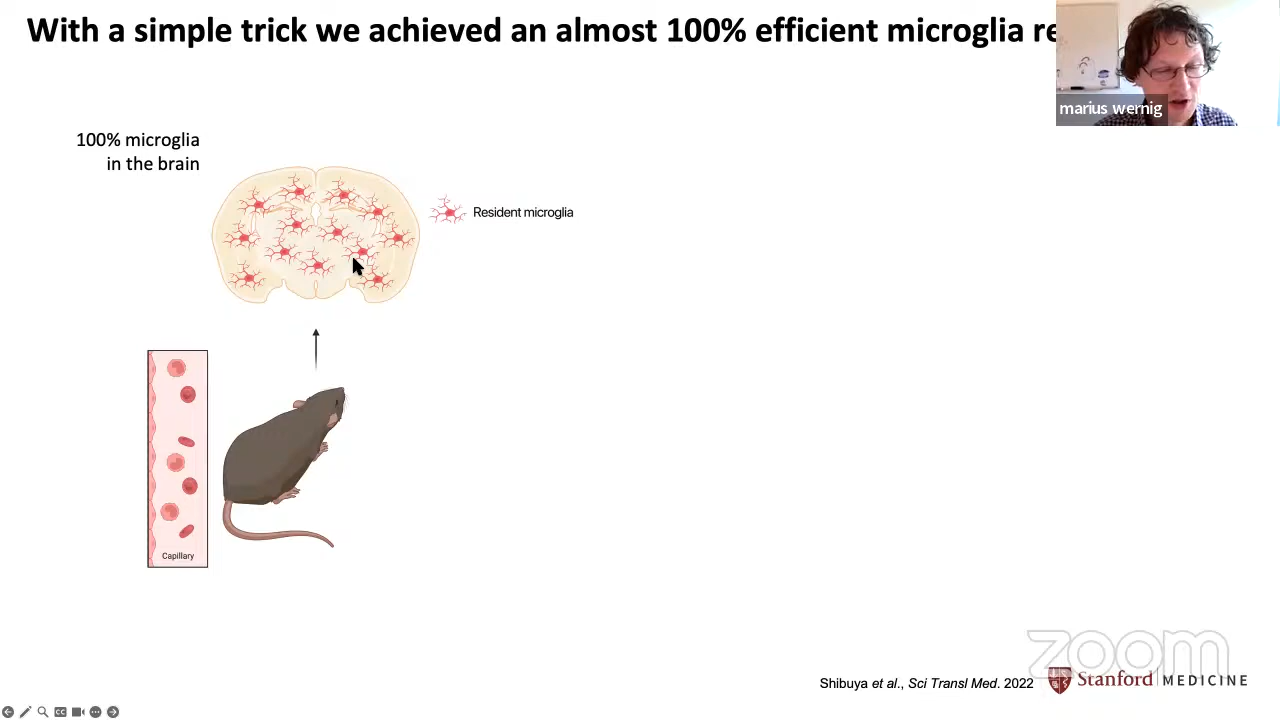 With a simple trick we achieved an almost 100% efficient microglia re
marius wernig
100% microglia
in the brain
Resident microglia
Capillary
zoom
Shibuya et al., Sci Transl Med. 2022
Stanford MEDICINE